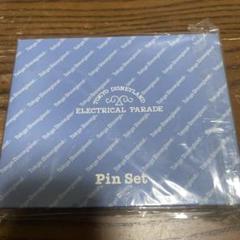 TOKYO DISNEYLAND
ELECTRICAL PARADE
Pin Set